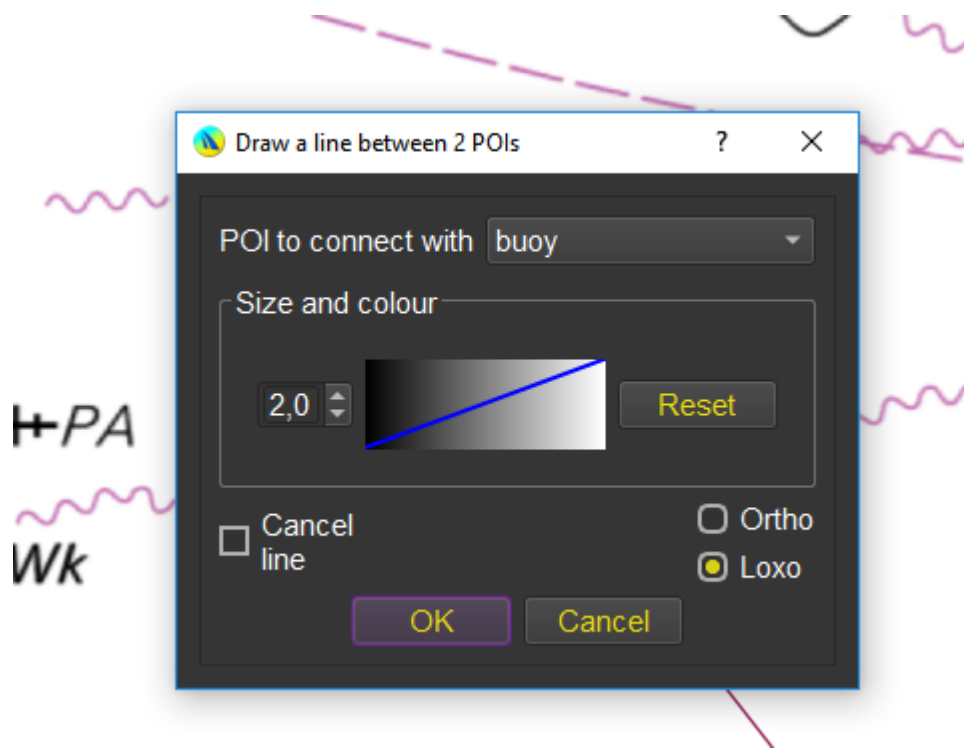 Draw a line between 2 POIs
?
POI to connect with buoy
Size and colour
2,0
Reset
PA
Cancel
line
Ortho
Loxo
Wk
OK
Cancel